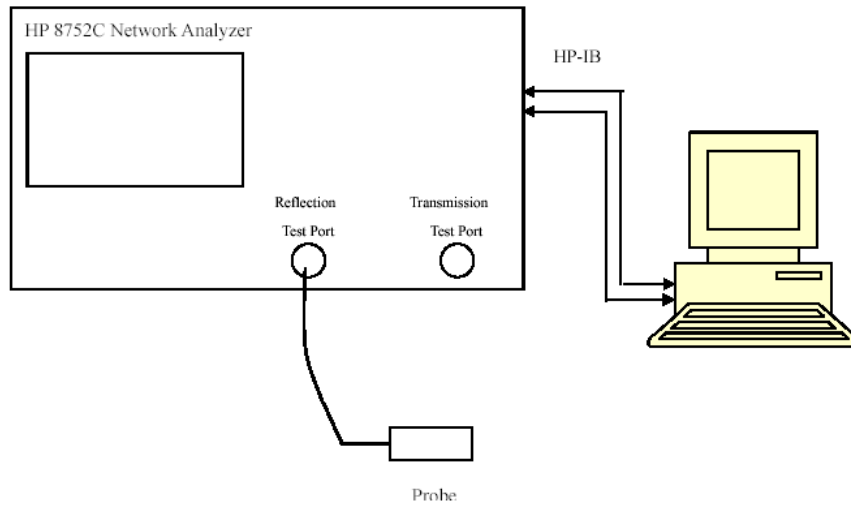 HP 8752C Network Analyzer
HP-IB
Reflection
Test Port
Transmission
Test Port
Probe